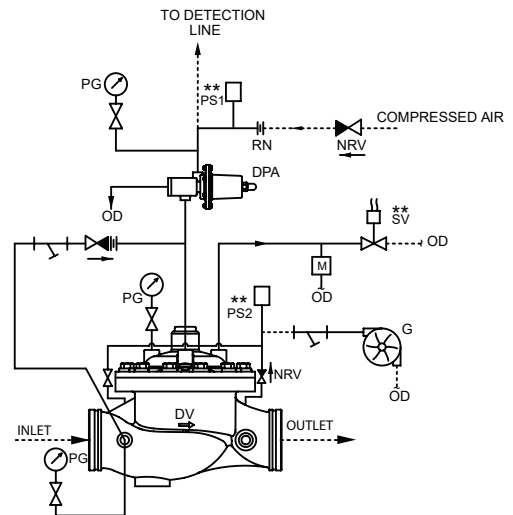 TO DETECTION
LINE
PG
**
PS1
COMPRESSED AIR
RN
NRV
DPA
OD
**
SV
OD
M
OD
PG
**
PS2
G
NRV
OD
DV
INLET
OUTLET
PG